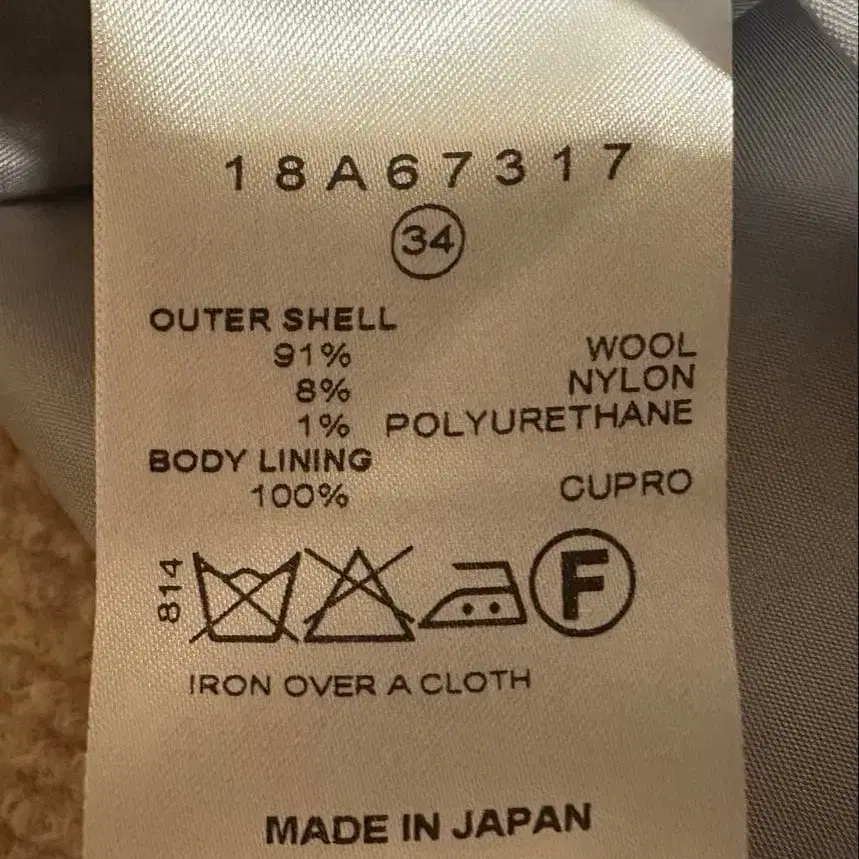 18A67317
34
OUTER SHELL
91% WOOL
8% NYLON
1% POLYURETHANE
BODY LINING
100% CUPRO
814
F
IRON OVER A CLOTH
MADE IN JAPAN